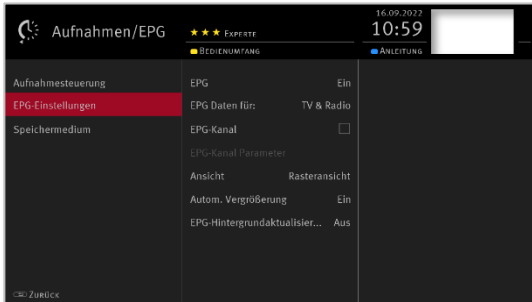 Aufnahmen/EPG
★ ★ ★ EXPERTE
BEDIENUMFANG
16.09.2022
10:59
ANLEITUNG
Aufnahmesteuerung
EPG-Einstellungen
Speichermedium
EPG Ein
EPG Daten für: TV & Radio
EPG-Kanal
EPG-Kanal Parameter
Ansicht Rasteransicht
Autom. Vergrößerung Ein
EPG-Hintergrundaktualisier... Aus
ZURÜCK